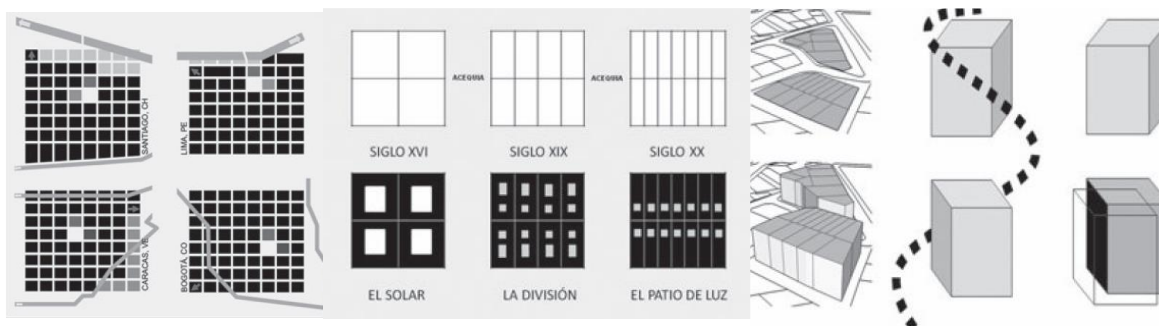 SANTIAGO, CH
LIMA, PE
CARACAS, VE
BOGOTÁ, CO
ACEQUIA
ACEQUIA
SIGLO XVI
SIGLO XIX
SIGLO XX
EL SOLAR
LA DIVISIÓN
EL PATIO DE LUZ